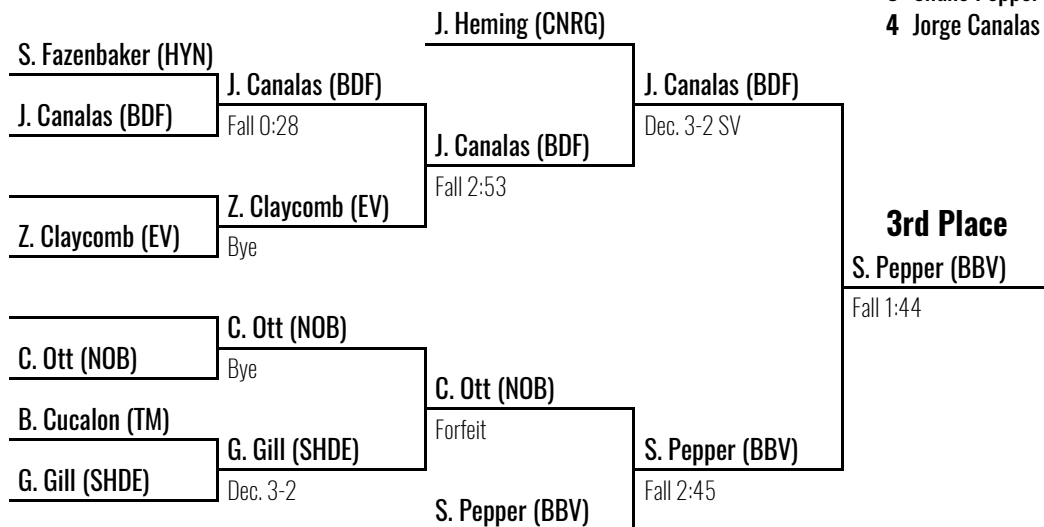 4 Jorge Canalas
J. Heming (CNRG)
S. Fazenbaker (HYN)
J. Canalas (BDF)
J. Canalas (BDF)
J. Canalas (BDF)
Fall 0:28
Dec. 3-2 SV
J. Canalas (BDF)
Fall 2:53
Z. Claycomb (EV)
Z. Claycomb (EV)
Bye
3rd Place
S. Pepper (BBV)
Fall 1:44
C. Ott (NOB)
C. Ott (NOB)
Bye
C. Ott (NOB)
B. Cucalon (TM)
Forfeit
G. Gill (SHDE)
S. Pepper (BBV)
G. Gill (SHDE)
Dec. 3-2
Fall 2:45
S. Pepper (BBV)